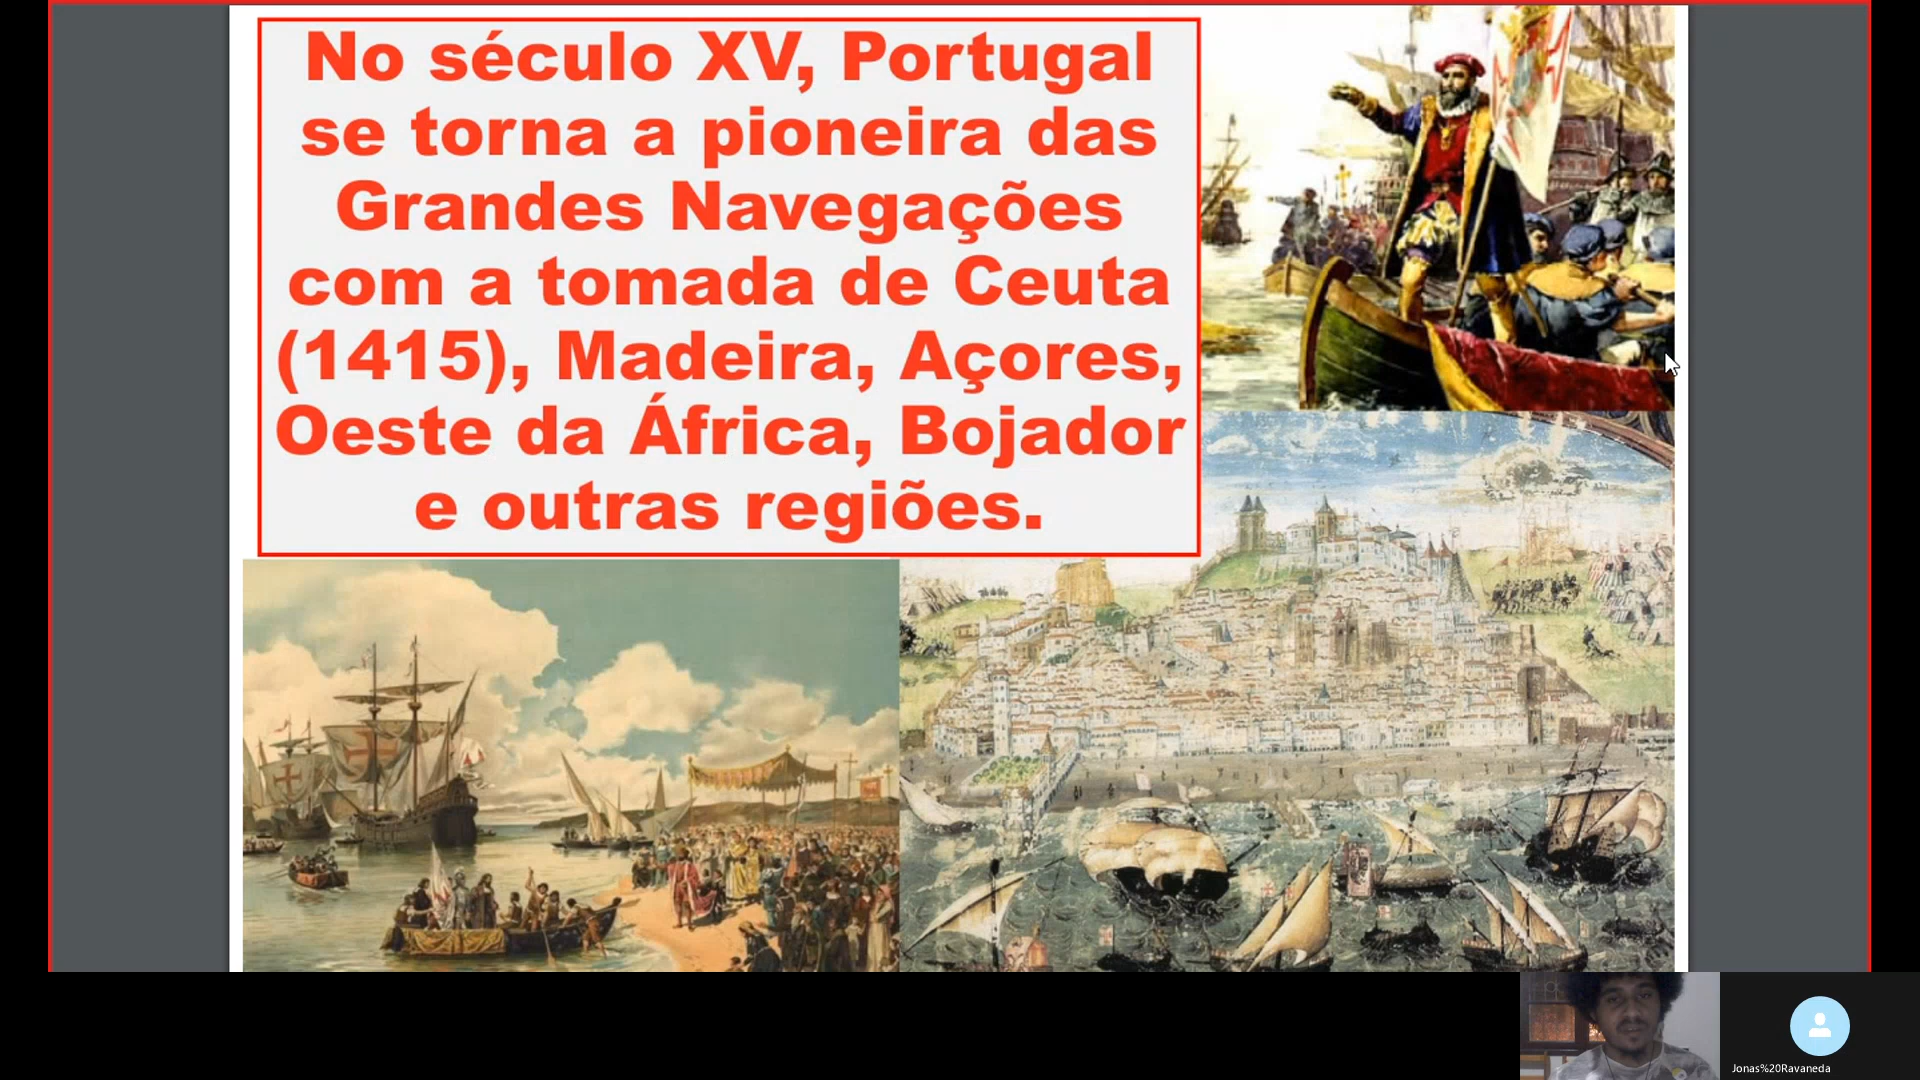 No século XV, Portugal
se torna a pioneira das
Grandes Navegações
com a tomada de Ceuta
(1415), Madeira, Açores,
Oeste da África, Bojador
e outras regiões.
Jonas%20Ravaneda